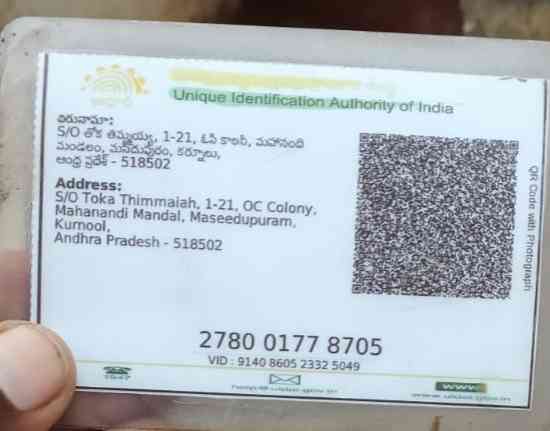 Unique Identification Authority of India
చిరునామా:
S/O తోక తిమ్మయ్య, 1-21, ఓసి కాలనీ, మహానంది
మండలం, మసీదుపురం, కర్నూలు,
ఆంధ్ర ప్రదేశ్ - 518502
Address:
S/O Toka Thimmaiah, 1-21, OC Colony,
Mahanandi Mandal, Maseedupuram,
Kurnool,
Andhra Pradesh - 518502
QR Code with Photograph
2780 0177 8705
VID : 9140 8605 2332 5049
1947
www